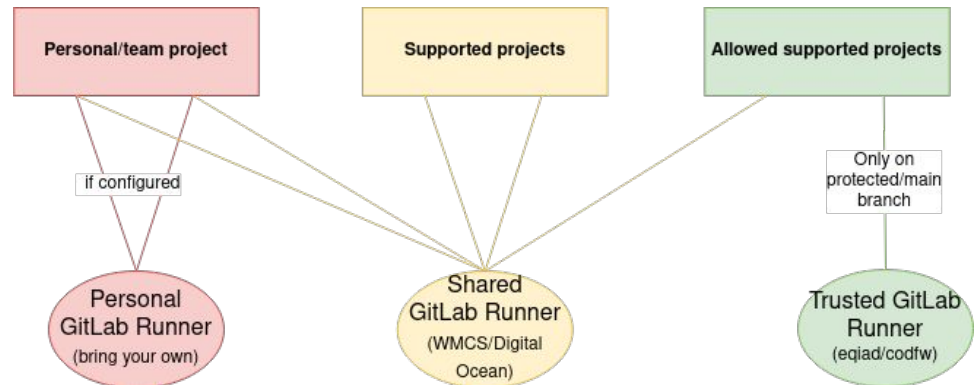 Personal/team project
Supported projects
Allowed supported projects
if configured
Only on
protected/main
branch
Personal
GitLab Runner
(bring your own)
Shared
GitLab Runner
(WMCS/Digital
Ocean)
Trusted GitLab
Runner
(eqiad/codfw)